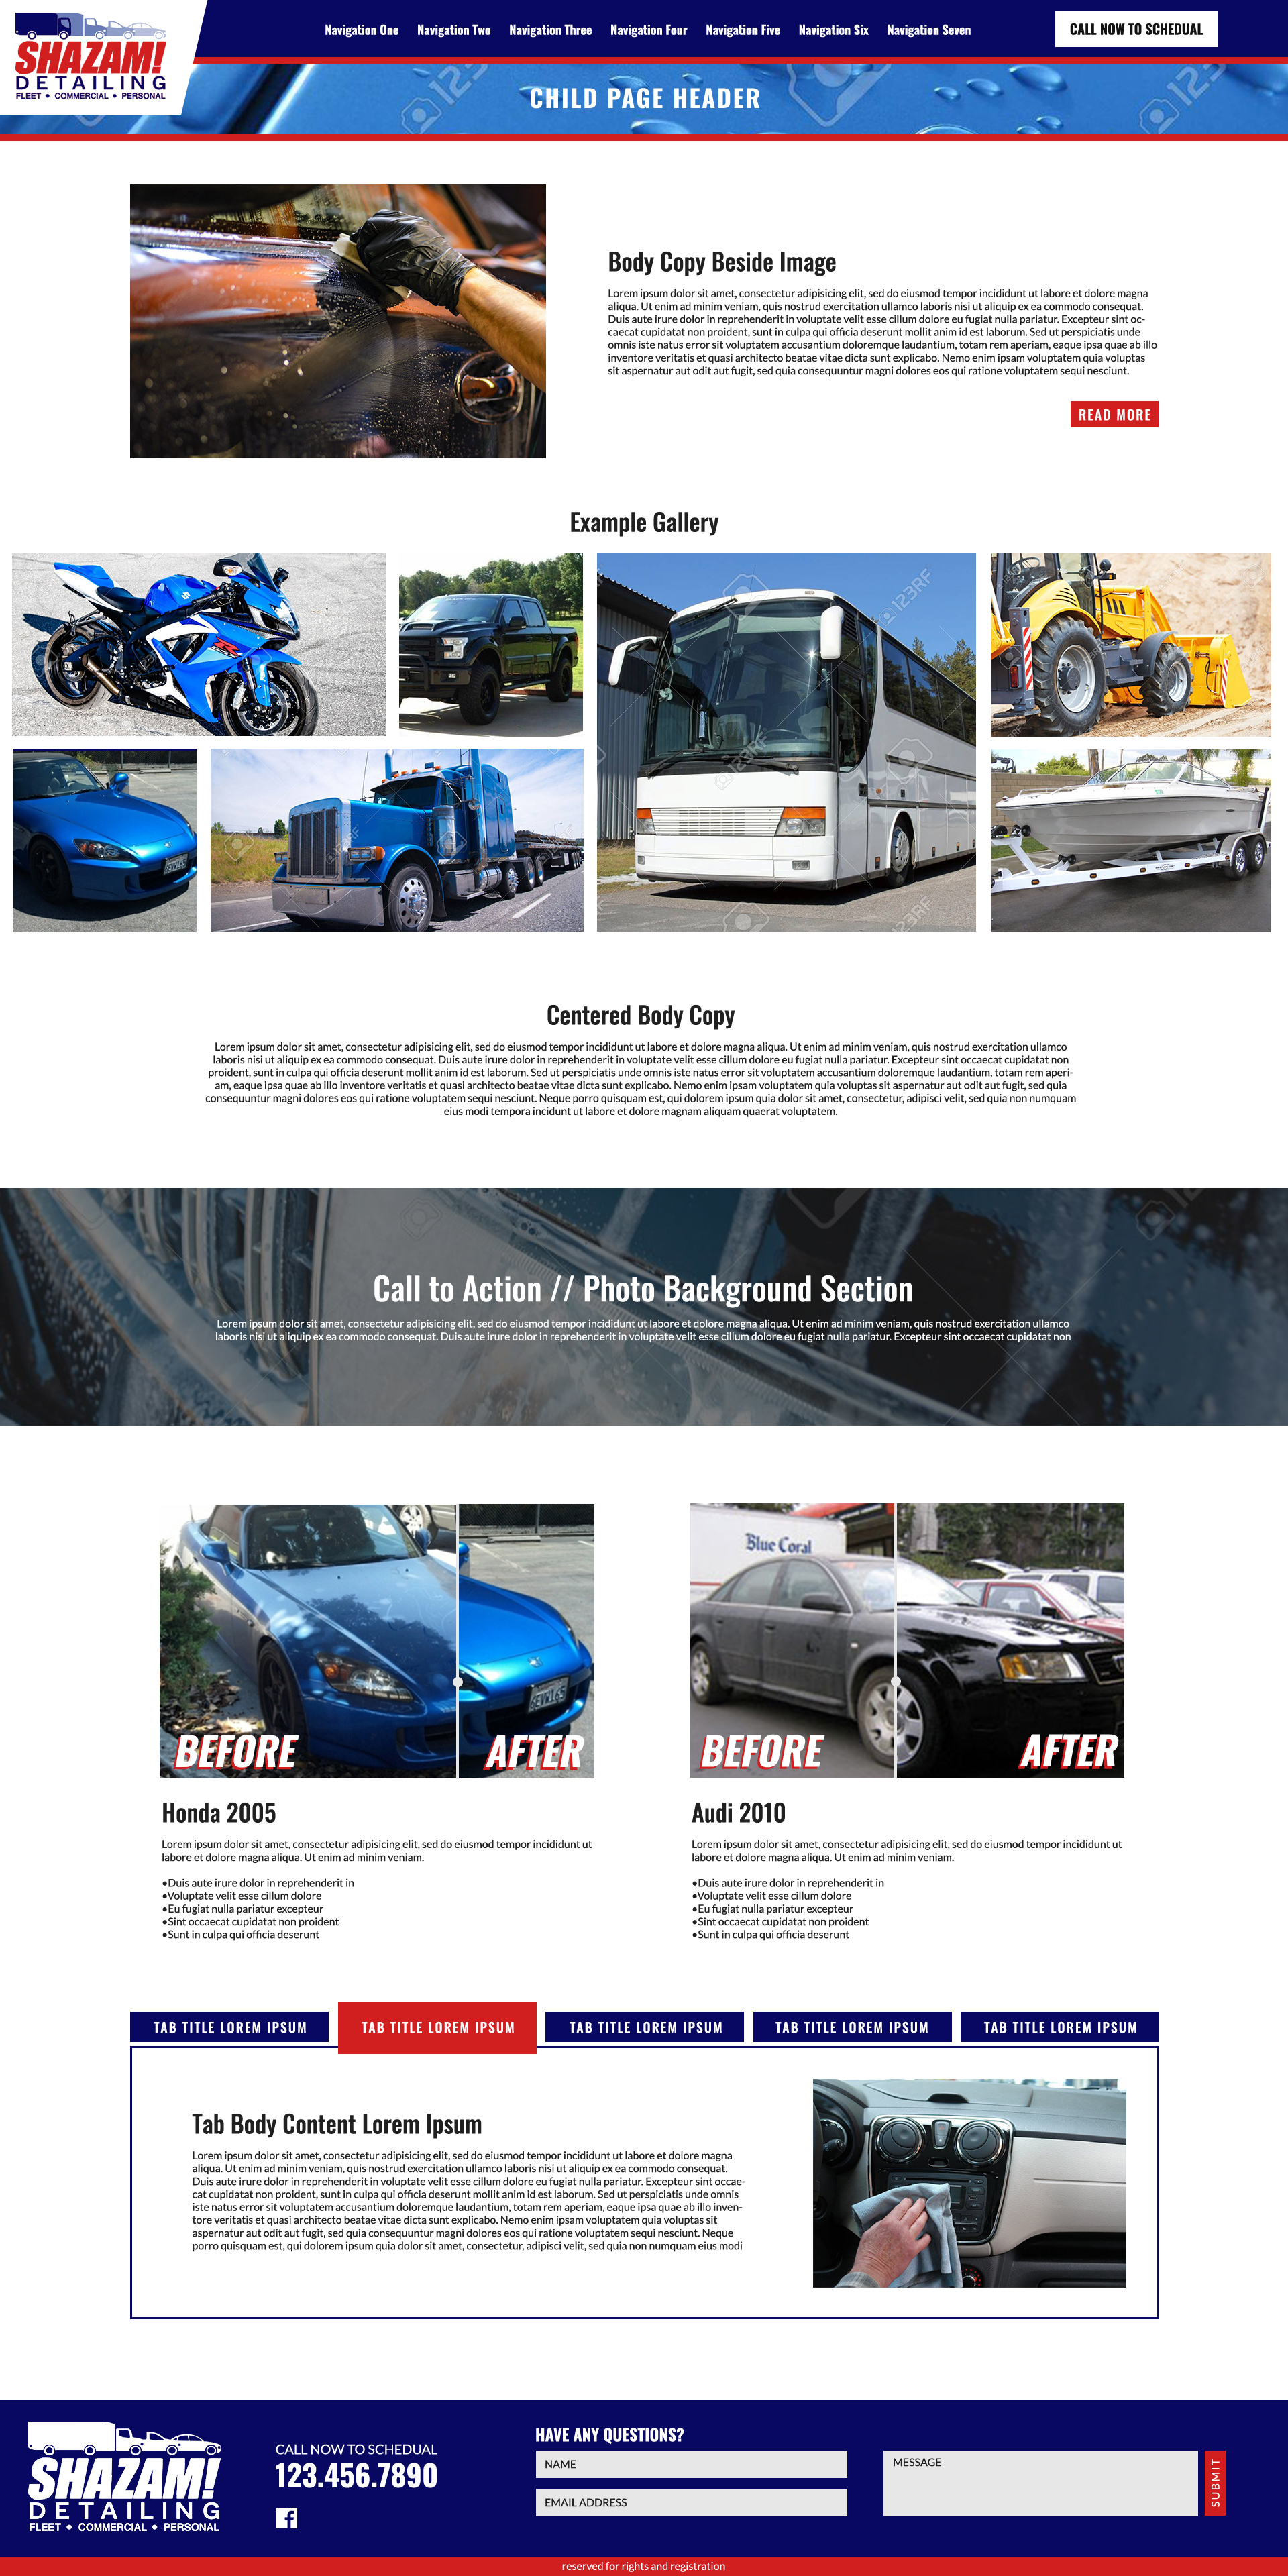 SHAZAM!
DETAILING
FLEET • COMMERCIAL • PERSONAL
Navigation One Navigation Two Navigation Three Navigation Four Navigation Five Navigation Six Navigation Seven
CALL NOW TO SCHEDUAL
CHILD PAGE HEADER
Body Copy Beside Image
Lorem ipsum dolor sit amet, consectetur adipisicing elit, sed do eiusmod tempor incididunt ut labore et dolore magna
aliqua. Ut enim ad minim veniam, quis nostrud exercitation ullamco laboris nisi ut aliquip ex ea commodo consequat.
Duis aute irure dolor in reprehenderit in voluptate velit esse cillum dolore eu fugiat nulla pariatur. Excepteur sint oc-
caecat cupidatat non proident, sunt in culpa qui officia deserunt mollit anim id est laborum. Sed ut perspiciatis unde
omnis iste natus error sit voluptatem accusantium doloremque laudantium, totam rem aperiam, eaque ipsa quae ab illo
inventore veritatis et quasi architecto beatae vitae dicta sunt explicabo. Nemo enim ipsam voluptatem quia voluptas
sit aspernatur aut odit aut fugit, sed quia consequuntur magni dolores eos qui ratione voluptatem sequi nesciunt.
READ MORE
Example Gallery
123RF
123RF
123RF
Centered Body Copy
Lorem ipsum dolor sit amet, consectetur adipisicing elit, sed do eiusmod tempor incididunt ut labore et dolore magna aliqua. Ut enim ad minim veniam, quis nostrud exercitation ullamco
laboris nisi ut aliquip ex ea commodo consequat. Duis aute irure dolor in reprehenderit in voluptate velit esse cillum dolore eu fugiat nulla pariatur. Excepteur sint occaecat cupidatat non
proident, sunt in culpa qui officia deserunt mollit anim id est laborum. Sed ut perspiciatis unde omnis iste natus error sit voluptatem accusantium doloremque laudantium, totam rem aperi-
am, eaque ipsa quae ab illo inventore veritatis et quasi architecto beatae vitae dicta sunt explicabo. Nemo enim ipsam voluptatem quia voluptas sit aspernatur aut odit aut fugit, sed quia
consequuntur magni dolores eos qui ratione voluptatem sequi nesciunt. Neque porro quisquam est, qui dolorem ipsum quia dolor sit amet, consectetur, adipisci velit, sed quia non numquam
eius modi tempora incidunt ut labore et dolore magnam aliquam quaerat voluptatem.
Call to Action // Photo Background Section
Lorem ipsum dolor sit amet, consectetur adipisicing elit, sed do eiusmod tempor incididunt ut labore et dolore magna aliqua. Ut enim ad minim veniam, quis nostrud exercitation ullamco
laboris nisi ut aliquip ex ea commodo consequat. Duis aute irure dolor in reprehenderit in voluptate velit esse cillum dolore eu fugiat nulla pariatur. Excepteur sint occaecat cupidatat non
BEFORE AFTER
Honda 2005
Lorem ipsum dolor sit amet, consectetur adipisicing elit, sed do eiusmod tempor incididunt ut
labore et dolore magna aliqua. Ut enim ad minim veniam.
•Duis aute irure dolor in reprehenderit in
•Voluptate velit esse cillum dolore
•Eu fugiat nulla pariatur excepteur
•Sint occaecat cupidatat non proident
•Sunt in culpa qui officia deserunt
Blue Coral
BEFORE AFTER
Audi 2010
Lorem ipsum dolor sit amet, consectetur adipisicing elit, sed do eiusmod tempor incididunt ut
labore et dolore magna aliqua. Ut enim ad minim veniam.
•Duis aute irure dolor in reprehenderit in
•Voluptate velit esse cillum dolore
•Eu fugiat nulla pariatur excepteur
•Sint occaecat cupidatat non proident
•Sunt in culpa qui officia deserunt
TAB TITLE LOREM IPSUM TAB TITLE LOREM IPSUM TAB TITLE LOREM IPSUM TAB TITLE LOREM IPSUM TAB TITLE LOREM IPSUM
Tab Body Content Lorem Ipsum
Lorem ipsum dolor sit amet, consectetur adipisicing elit, sed do eiusmod tempor incididunt ut labore et dolore magna
aliqua. Ut enim ad minim veniam, quis nostrud exercitation ullamco laboris nisi ut aliquip ex ea commodo consequat.
Duis aute irure dolor in reprehenderit in voluptate velit esse cillum dolore eu fugiat nulla pariatur. Excepteur sint occae-
cat cupidatat non proident, sunt in culpa qui officia deserunt mollit anim id est laborum. Sed ut perspiciatis unde omnis
iste natus error sit voluptatem accusantium doloremque laudantium, totam rem aperiam, eaque ipsa quae ab illo inven-
tore veritatis et quasi architecto beatae vitae dicta sunt explicabo. Nemo enim ipsam voluptatem quia voluptas sit
aspernatur aut odit aut fugit, sed quia consequuntur magni dolores eos qui ratione voluptatem sequi nesciunt. Neque
porro quisquam est, qui dolorem ipsum quia dolor sit amet, consectetur, adipisci velit, sed quia non numquam eius modi
SHAZAM!
DETAILING
FLEET • COMMERCIAL • PERSONAL
CALL NOW TO SCHEDUAL
123.456.7890
HAVE ANY QUESTIONS?
NAME
EMAIL ADDRESS
MESSAGE
SUBMIT
reserved for rights and registration